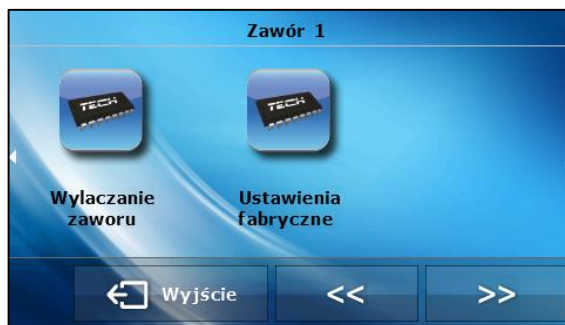 Zawór 1
TECH
TECH
Wylaczanie
zaworu
Ustawienia
fabryczne
Wyjście
<<
>>